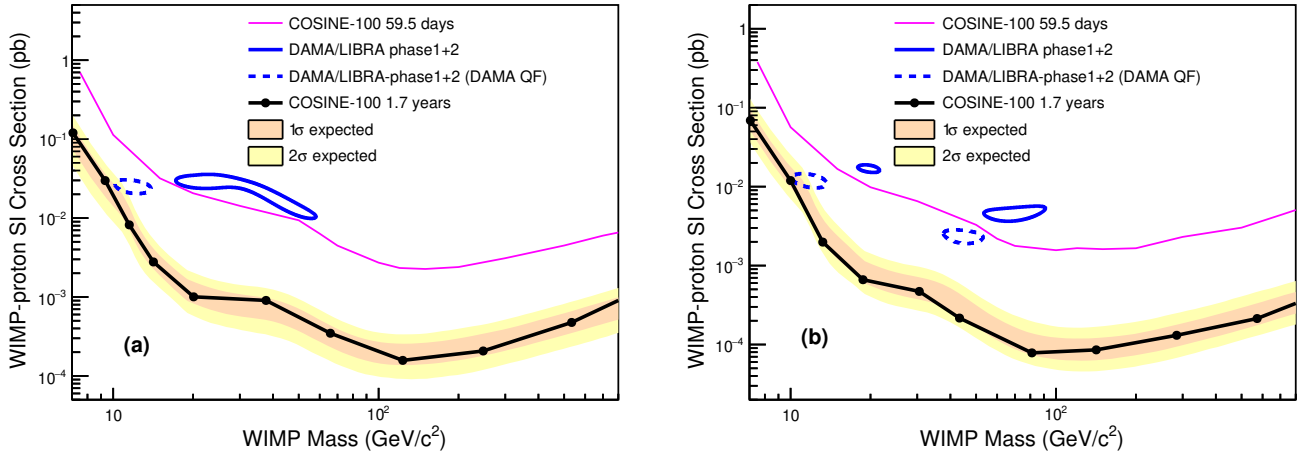 COSINE-100 59.5 days
DAMA/LIBRA phase1+2
DAMA/LIBRA-phase1+2 (DAMA QF)
COSINE-100 1.7 years
1σ expected
2σ expected
WIMP-proton SI Cross Section (pb)
1
10⁻¹
10⁻²
10⁻³
10⁻⁴
(a)
10
10²
WIMP Mass (GeV/c²)
COSINE-100 59.5 days
DAMA/LIBRA phase1+2
DAMA/LIBRA-phase1+2 (DAMA QF)
COSINE-100 1.7 years
1σ expected
2σ expected
WIMP-proton SI Cross Section (pb)
1
10⁻¹
10⁻²
10⁻³
10⁻⁴
(b)
10
10²
WIMP Mass (GeV/c²)